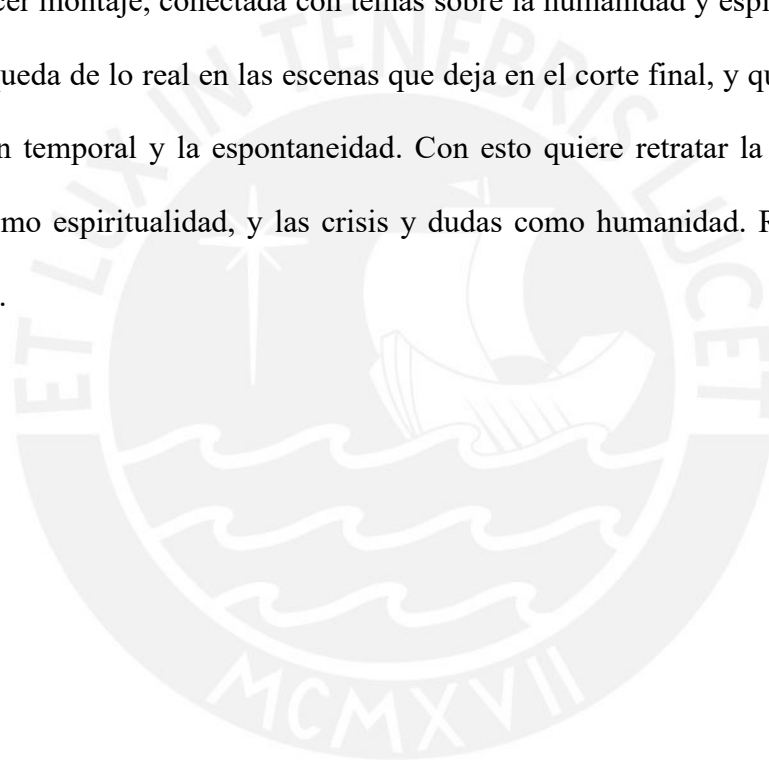 cer montaje, conectada con temas sobre la humanidad y
queda de lo real en las escenas que deja en el corte final, y
temporal y la espontaneidad. Con esto quiere retratar la
espiritualidad, y las crisis y dudas como humanidad.
.
ET LUX IN TENEBRIS LUCET
MCMXVII